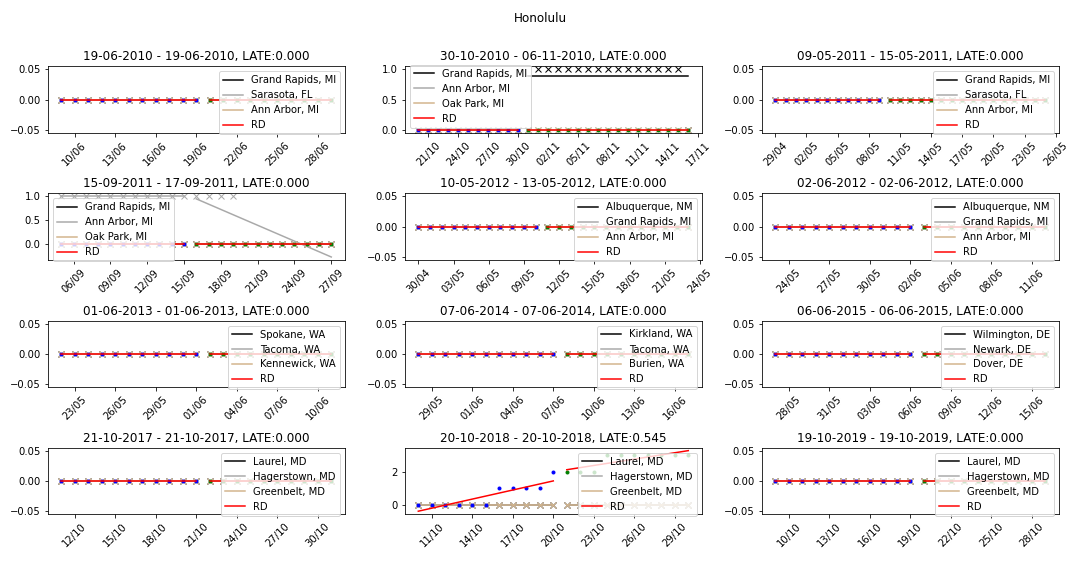 Honolulu
19-06-2010 - 19-06-2010, LATE:0.000
0.05
0.00
−0.05
Grand Rapids, MI
Sarasota, FL
Ann Arbor, MI
RD
10/06 13/06 16/06 19/06 22/06 25/06 28/06
30-10-2010 - 06-11-2010, LATE:0.000
1.0
0.5
0.0
Grand Rapids, MI
Ann Arbor, MI
Oak Park, MI
RD
21/10 24/10 27/10 30/10 02/11 05/11 08/11 11/11 14/11 17/11
09-05-2011 - 15-05-2011, LATE:0.000
0.05
0.00
−0.05
Grand Rapids, MI
Sarasota, FL
Ann Arbor, MI
RD
29/04 02/05 05/05 08/05 11/05 14/05 17/05 20/05 23/05 26/05
15-09-2011 - 17-09-2011, LATE:0.000
1.0
0.5
0.0
Grand Rapids, MI
Ann Arbor, MI
Oak Park, MI
RD
06/09 09/09 12/09 15/09 18/09 21/09 24/09 27/09
10-05-2012 - 13-05-2012, LATE:0.000
0.05
0.00
−0.05
Albuquerque, NM
Grand Rapids, MI
Ann Arbor, MI
RD
30/04 03/05 06/05 09/05 12/05 15/05 18/05 21/05 24/05
02-06-2012 - 02-06-2012, LATE:0.000
0.05
0.00
−0.05
Albuquerque, NM
Grand Rapids, MI
Ann Arbor, MI
RD
24/05 27/05 30/05 02/06 05/06 08/06 11/06
01-06-2013 - 01-06-2013, LATE:0.000
0.05
0.00
−0.05
Spokane, WA
Tacoma, WA
Kennewick, WA
RD
23/05 26/05 29/05 01/06 04/06 07/06 10/06
07-06-2014 - 07-06-2014, LATE:0.000
0.05
0.00
−0.05
Kirkland, WA
Tacoma, WA
Burien, WA
RD
29/05 01/06 04/06 07/06 10/06 13/06 16/06
06-06-2015 - 06-06-2015, LATE:0.000
0.05
0.00
−0.05
Wilmington, DE
Newark, DE
Dover, DE
RD
28/05 31/05 03/06 06/06 09/06 12/06 15/06
21-10-2017 - 21-10-2017, LATE:0.000
0.05
0.00
−0.05
Laurel, MD
Hagerstown, MD
Greenbelt, MD
RD
12/10 15/10 18/10 21/10 24/10 27/10 30/10
20-10-2018 - 20-10-2018, LATE:0.545
2
0
Laurel, MD
Hagerstown, MD
Greenbelt, MD
RD
11/10 14/10 17/10 20/10 23/10 26/10 29/10
19-10-2019 - 19-10-2019, LATE:0.000
0.05
0.00
−0.05
Laurel, MD
Hagerstown, MD
Greenbelt, MD
RD
10/10 13/10 16/10 19/10 22/10 25/10 28/10